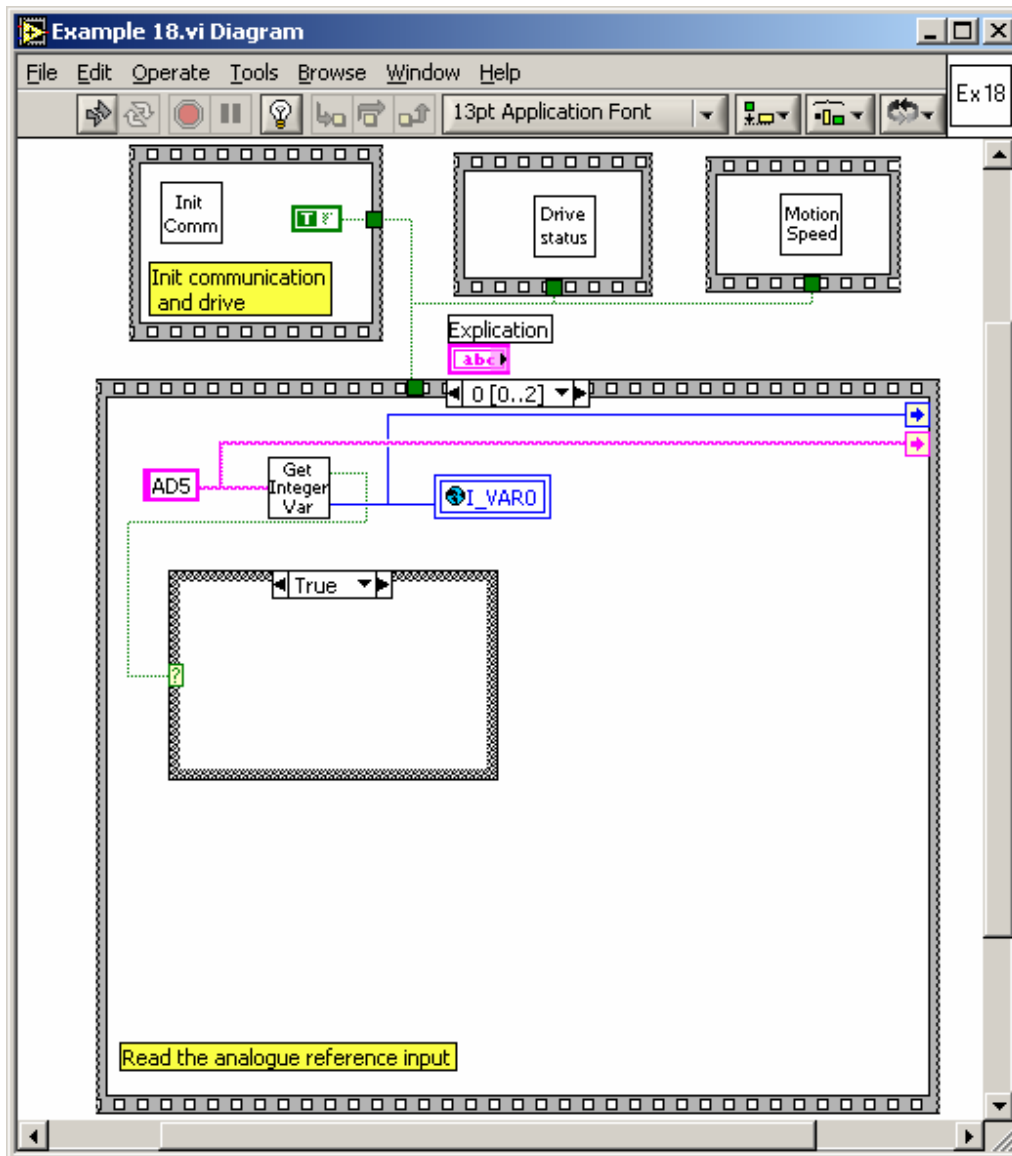 Example 18.vi Diagram
File Edit Operate Tools Browse Window Help
Ex 18
13pt Application Font
Init
Comm
T
Init communication
and drive
Drive
status
Motion
Speed
Explication
abc
0 [0..2]
AD5
Get
Integer
Var
I_VAR0
True
?
Read the analogue reference input